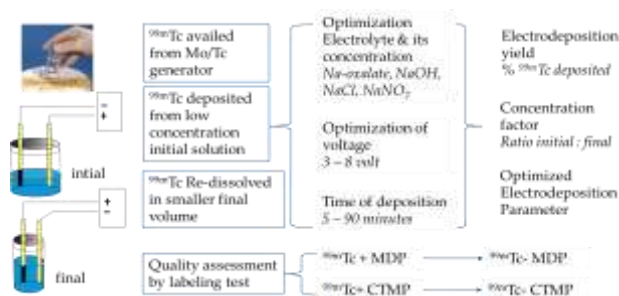 ⁹⁹ᵐTc availed
from Mo/Tc
generator
⁹⁹ᵐTc deposited
from low
concentration
initial solution
⁹⁹ᵐTc Re-dissolved
in smaller final
volume
−
+
intial
+
−
final
Optimization
Electrolyte & its
concentration
Na-oxalate, NaOH,
NaCl, NaNO₂
Optimization of
voltage
3 – 8 volt
Time of deposition
5 – 90 minutes
Electrodeposition
yield
% ⁹⁹ᵐTc deposited
Concentration
factor
Ratio initial : final
Optimized
Electrodeposition
Parameter
Quality assessment
by labeling test
⁹⁹ᵐTc + MDP
⁹⁹ᵐTc- MDP
⁹⁹ᵐTc+ CTMP
⁹⁹ᵐTc- CTMP